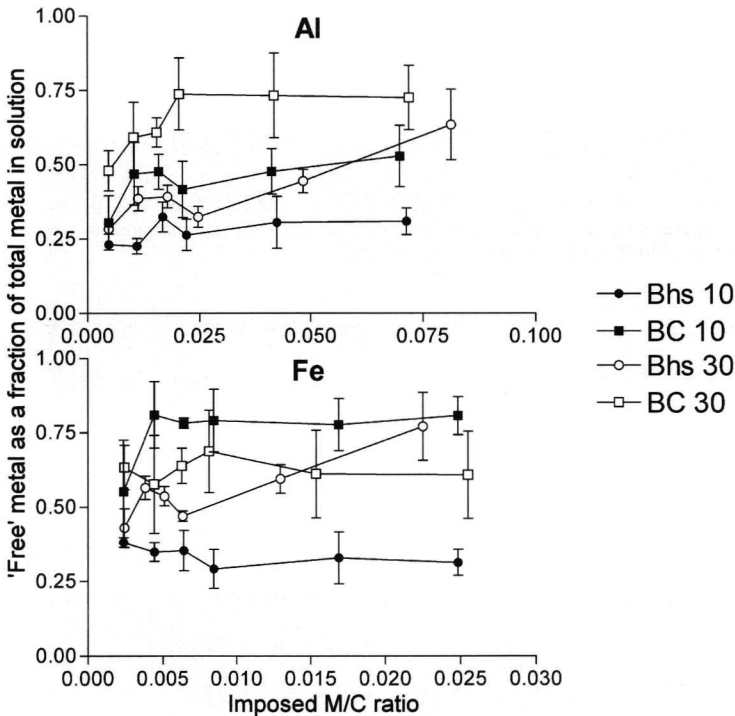 'Free' metal as a fraction of total metal in solution
Al
1.00
0.75
0.50
0.25
0.00
0.000 0.025 0.050 0.075 0.100
Fe
1.00
0.75
0.50
0.25
0.00
0.000 0.005 0.010 0.015 0.020 0.025 0.030
Imposed M/C ratio
Bhs 10
BC 10
Bhs 30
BC 30